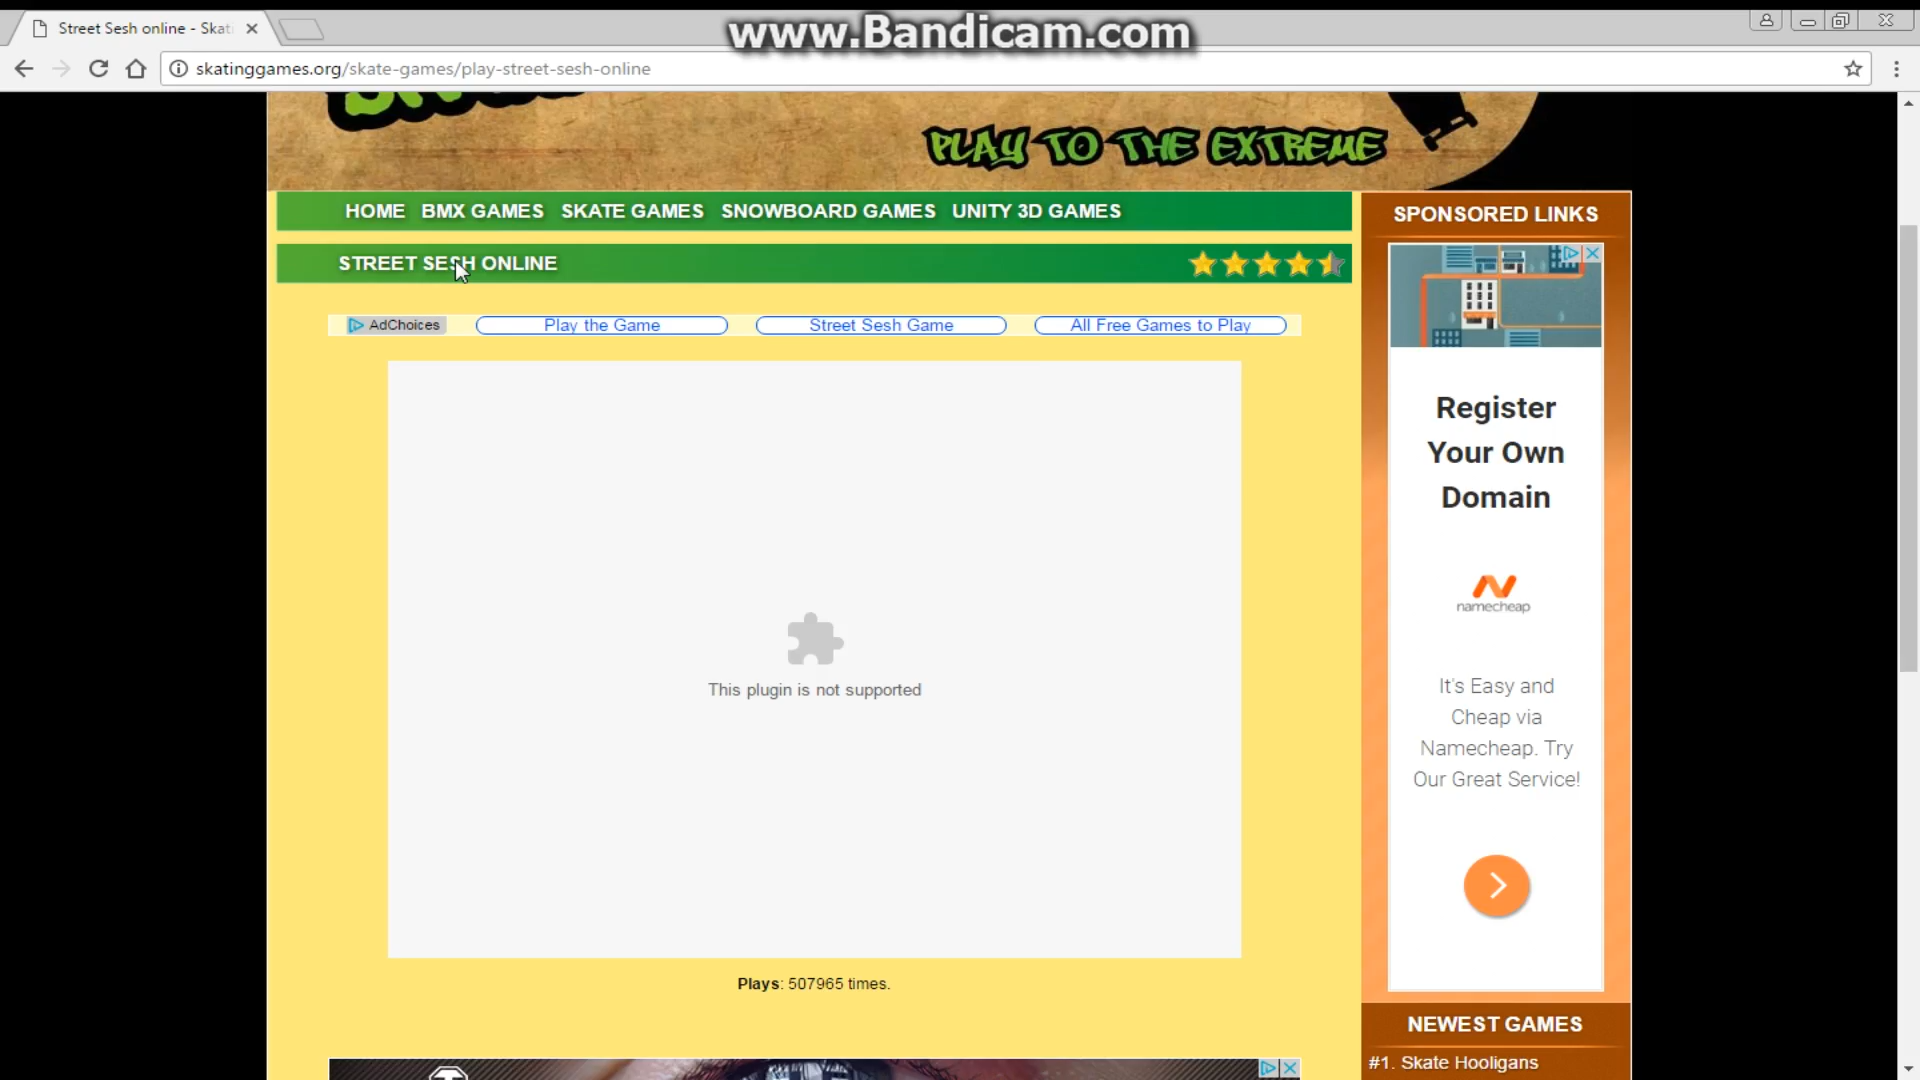 Street Sesh online - Skat
www.Bandicam.com
skatinggames.org/skate-games/play-street-sesh-online
PLAY TO THE EXTREME
HOME BMX GAMES SKATE GAMES SNOWBOARD GAMES UNITY 3D GAMES
STREET SESH ONLINE
AdChoices
Play the Game
Street Sesh Game
All Free Games to Play
This plugin is not supported
Plays: 507965 times.
SPONSORED LINKS
Register
Your Own
Domain
namecheap
It's Easy and
Cheap via
Namecheap. Try
Our Great Service!
NEWEST GAMES
#1. Skate Hooligans